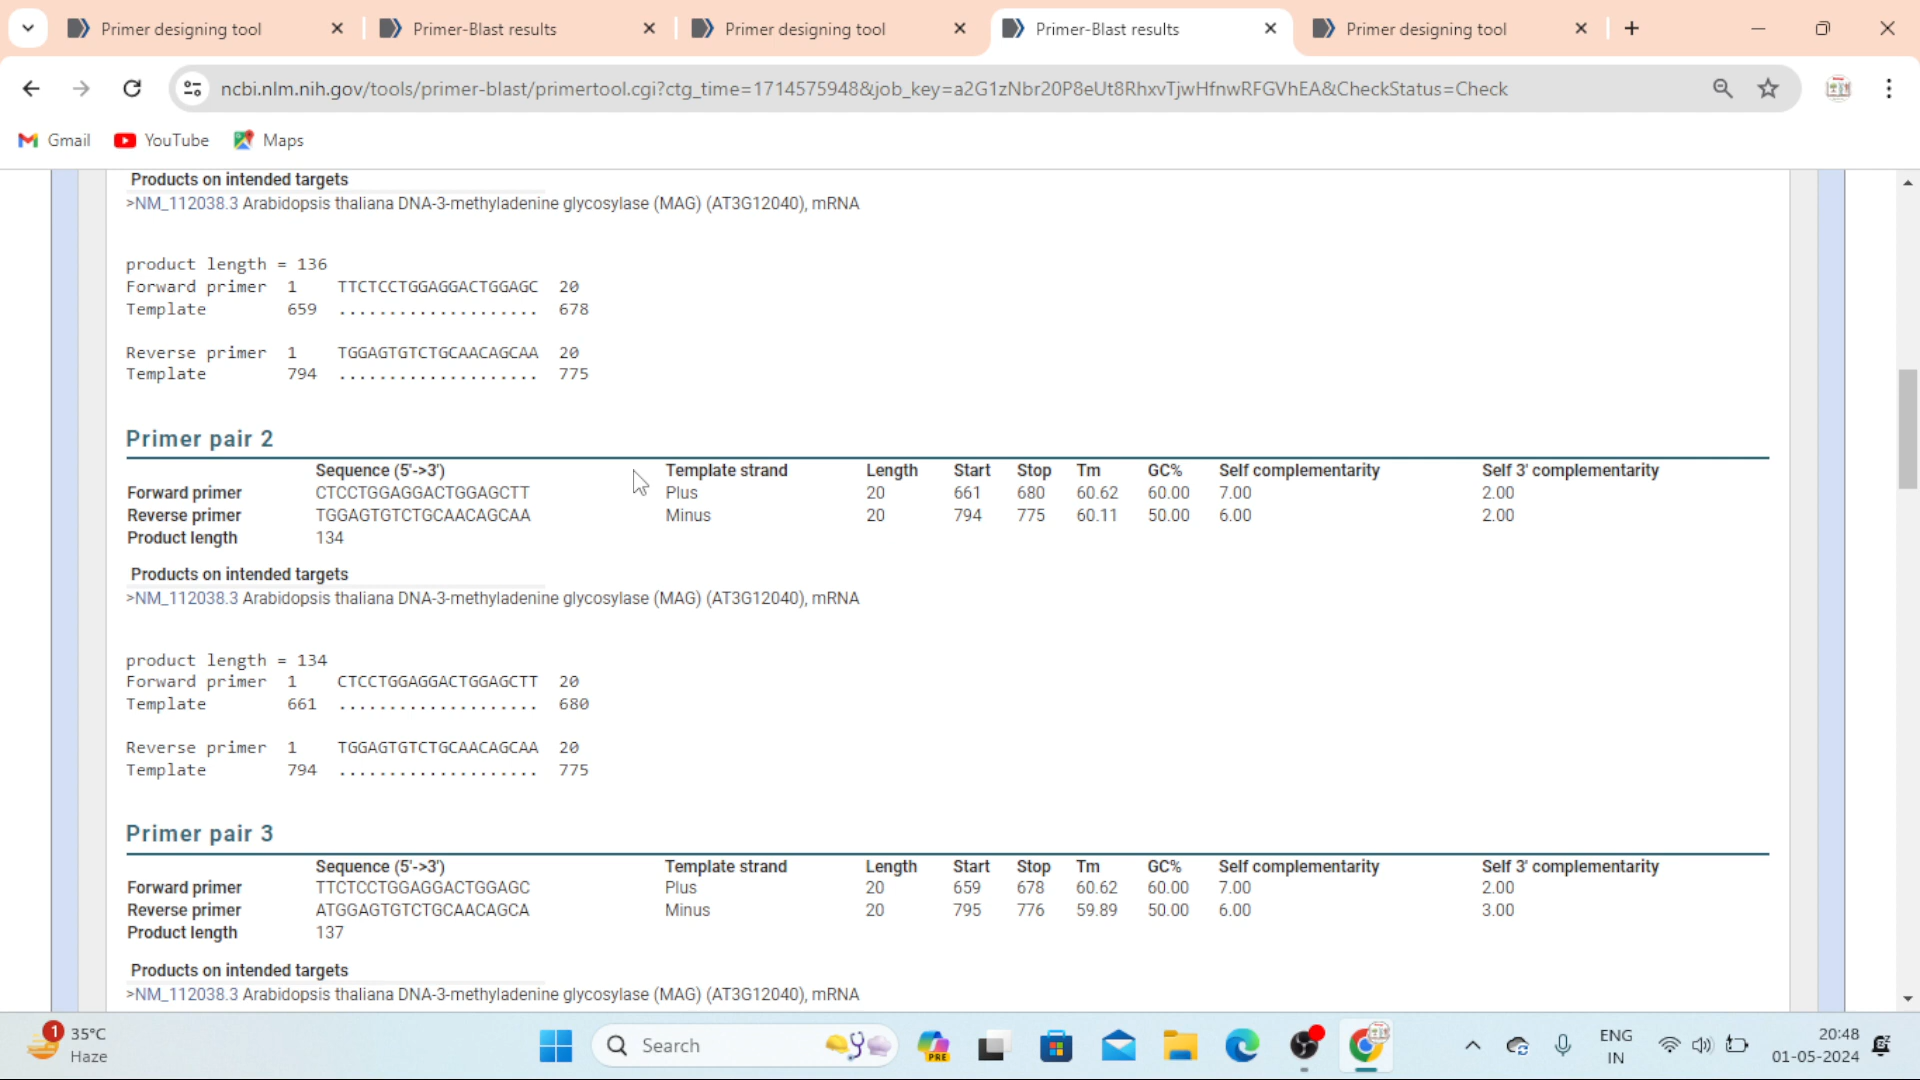 Primer designing tool
Primer-Blast results
Primer designing tool
Primer-Blast results
Primer designing tool
ncbi.nlm.nih.gov/tools/primer-blast/primertool.cgi?ctg_time=1714575948&job_key=a2G1zNbr20P8eUt8RhxvTjwHfnwRFGVhEA&CheckStatus=Check
Gmail YouTube Maps
Products on intended targets
>NM_112038.3 Arabidopsis thaliana DNA-3-methyladenine glycosylase (MAG) (AT3G12040), mRNA
product length = 136
Forward primer 1 TTCTCCTGGAGGACTGGAGC 20
Template 659 .................... 678
Reverse primer 1 TGGAGTGTCTGCAACAGCAA 20
Template 794 .................... 775
Primer pair 2
Sequence (5'->3') Template strand Length Start Stop Tm GC% Self complementarity Self 3' complementarity
Forward primer CTCCTGGAGGACTGGAGCTT Plus 20 661 680 60.62 60.00 7.00 2.00
Reverse primer TGGAGTGTCTGCAACAGCAA Minus 20 794 775 60.11 50.00 6.00 2.00
Product length 134
Products on intended targets
>NM_112038.3 Arabidopsis thaliana DNA-3-methyladenine glycosylase (MAG) (AT3G12040), mRNA
product length = 134
Forward primer 1 CTCCTGGAGGACTGGAGCTT 20
Template 661 .................... 680
Reverse primer 1 TGGAGTGTCTGCAACAGCAA 20
Template 794 .................... 775
Primer pair 3
Sequence (5'->3') Template strand Length Start Stop Tm GC% Self complementarity Self 3' complementarity
Forward primer TTCTCCTGGAGGACTGGAGC Plus 20 659 678 60.62 60.00 7.00 2.00
Reverse primer ATGGAGTGTCTGCAACAGCA Minus 20 795 776 59.89 50.00 6.00 3.00
Product length 137
Products on intended targets
>NM_112038.3 Arabidopsis thaliana DNA-3-methyladenine glycosylase (MAG) (AT3G12040), mRNA
1
35°C
Haze
Search
PRE
ENG
IN
20:48
01-05-2024